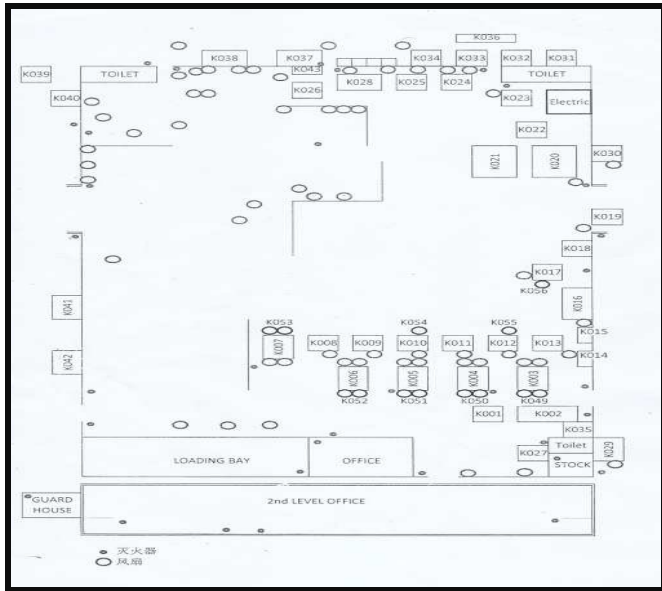 K036
K038 K037 K034 K033 K032 K031
K043
K039 TOILET K028 K025 K024 TOILET
K040 K026 K023 Electric
K022
K021 K020 K030
K019
K018
K017
K056
K041 K016
K053 K054 K055 K015
K007 K008 K009 K010 K011 K012 K013
K042 K014
K006 K005 K004 K003
K052 K051 K050 K049
K001 K002
K035
K027 Toilet K029
LOADING BAY OFFICE STOCK
GUARD
HOUSE
2nd LEVEL OFFICE
灭火器
风扇